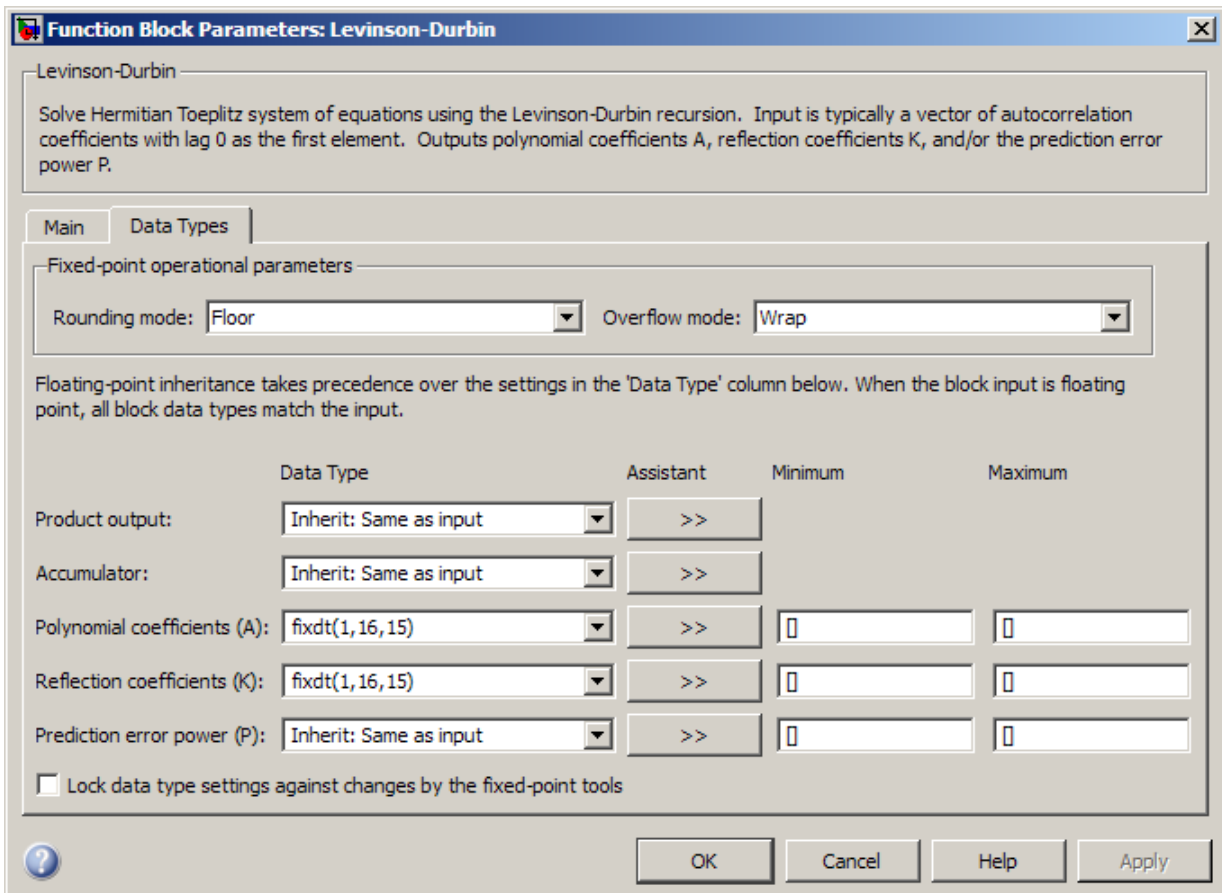 Function Block Parameters: Levinson-Durbin
Levinson-Durbin
Solve Hermitian Toeplitz system of equations using the Levinson-Durbin recursion.  Input is typically a vector of autocorrelation
coefficients with lag 0 as the first element.  Outputs polynomial coefficients A, reflection coefficients K, and/or the prediction error
power P.
Main Data Types
Fixed-point operational parameters
Rounding mode: Floor Overflow mode: Wrap
Floating-point inheritance takes precedence over the settings in the 'Data Type' column below. When the block input is floating
point, all block data types match the input.
Data Type Assistant Minimum Maximum
Product output: Inherit: Same as input >>
Accumulator: Inherit: Same as input >>
Polynomial coefficients (A): fixdt(1,16,15) >> [] []
Reflection coefficients (K): fixdt(1,16,15) >> [] []
Prediction error power (P): Inherit: Same as input >> [] []
Lock data type settings against changes by the fixed-point tools
? OK Cancel Help Apply